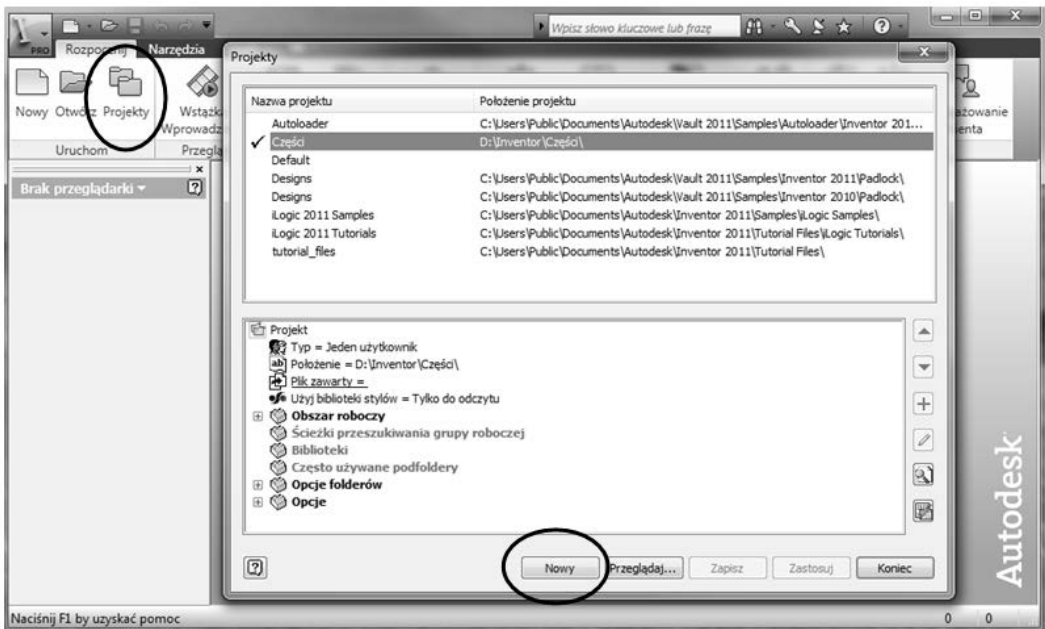 PRO
Wpisz słowo kluczowe lub frazę
Rozpocznij Narzędzia
Nowy Otwórz Projekty
Uruchom
Brak przeglądarki
Projekty
Nazwa projektu Położenie projektu
Autoloader C:\Users\Public\Documents\Autodesk\Vault 2011\Samples\Autoloader\Inventor 201...
Części D:\Inventor\Części\
Default
Designs C:\Users\Public\Documents\Autodesk\Vault 2011\Samples\Inventor 2011\Padlock\
Designs C:\Users\Public\Documents\Autodesk\Vault 2011\Samples\Inventor 2010\Padlock\
iLogic 2011 Samples C:\Users\Public\Documents\Autodesk\Inventor 2011\Samples\iLogic Samples\
iLogic 2011 Tutorials C:\Users\Public\Documents\Autodesk\Inventor 2011\Tutorial Files\iLogic Tutorials\
tutorial_files C:\Users\Public\Documents\Autodesk\Inventor 2011\Tutorial Files\
Projekt
Typ = Jeden użytkownik
Położenie = D:\Inventor\Części\
Plik zawarty =
Użyj biblioteki stylów = Tylko do odczytu
Obszar roboczy
Ścieżki przeszukiwania grupy roboczej
Biblioteki
Często używane podfoldery
Opcje folderów
Opcje
Nowy Przeglądaj... Zapisz Zastosuj Koniec
Autodesk
Naciśnij F1 by uzyskać pomoc 0 0